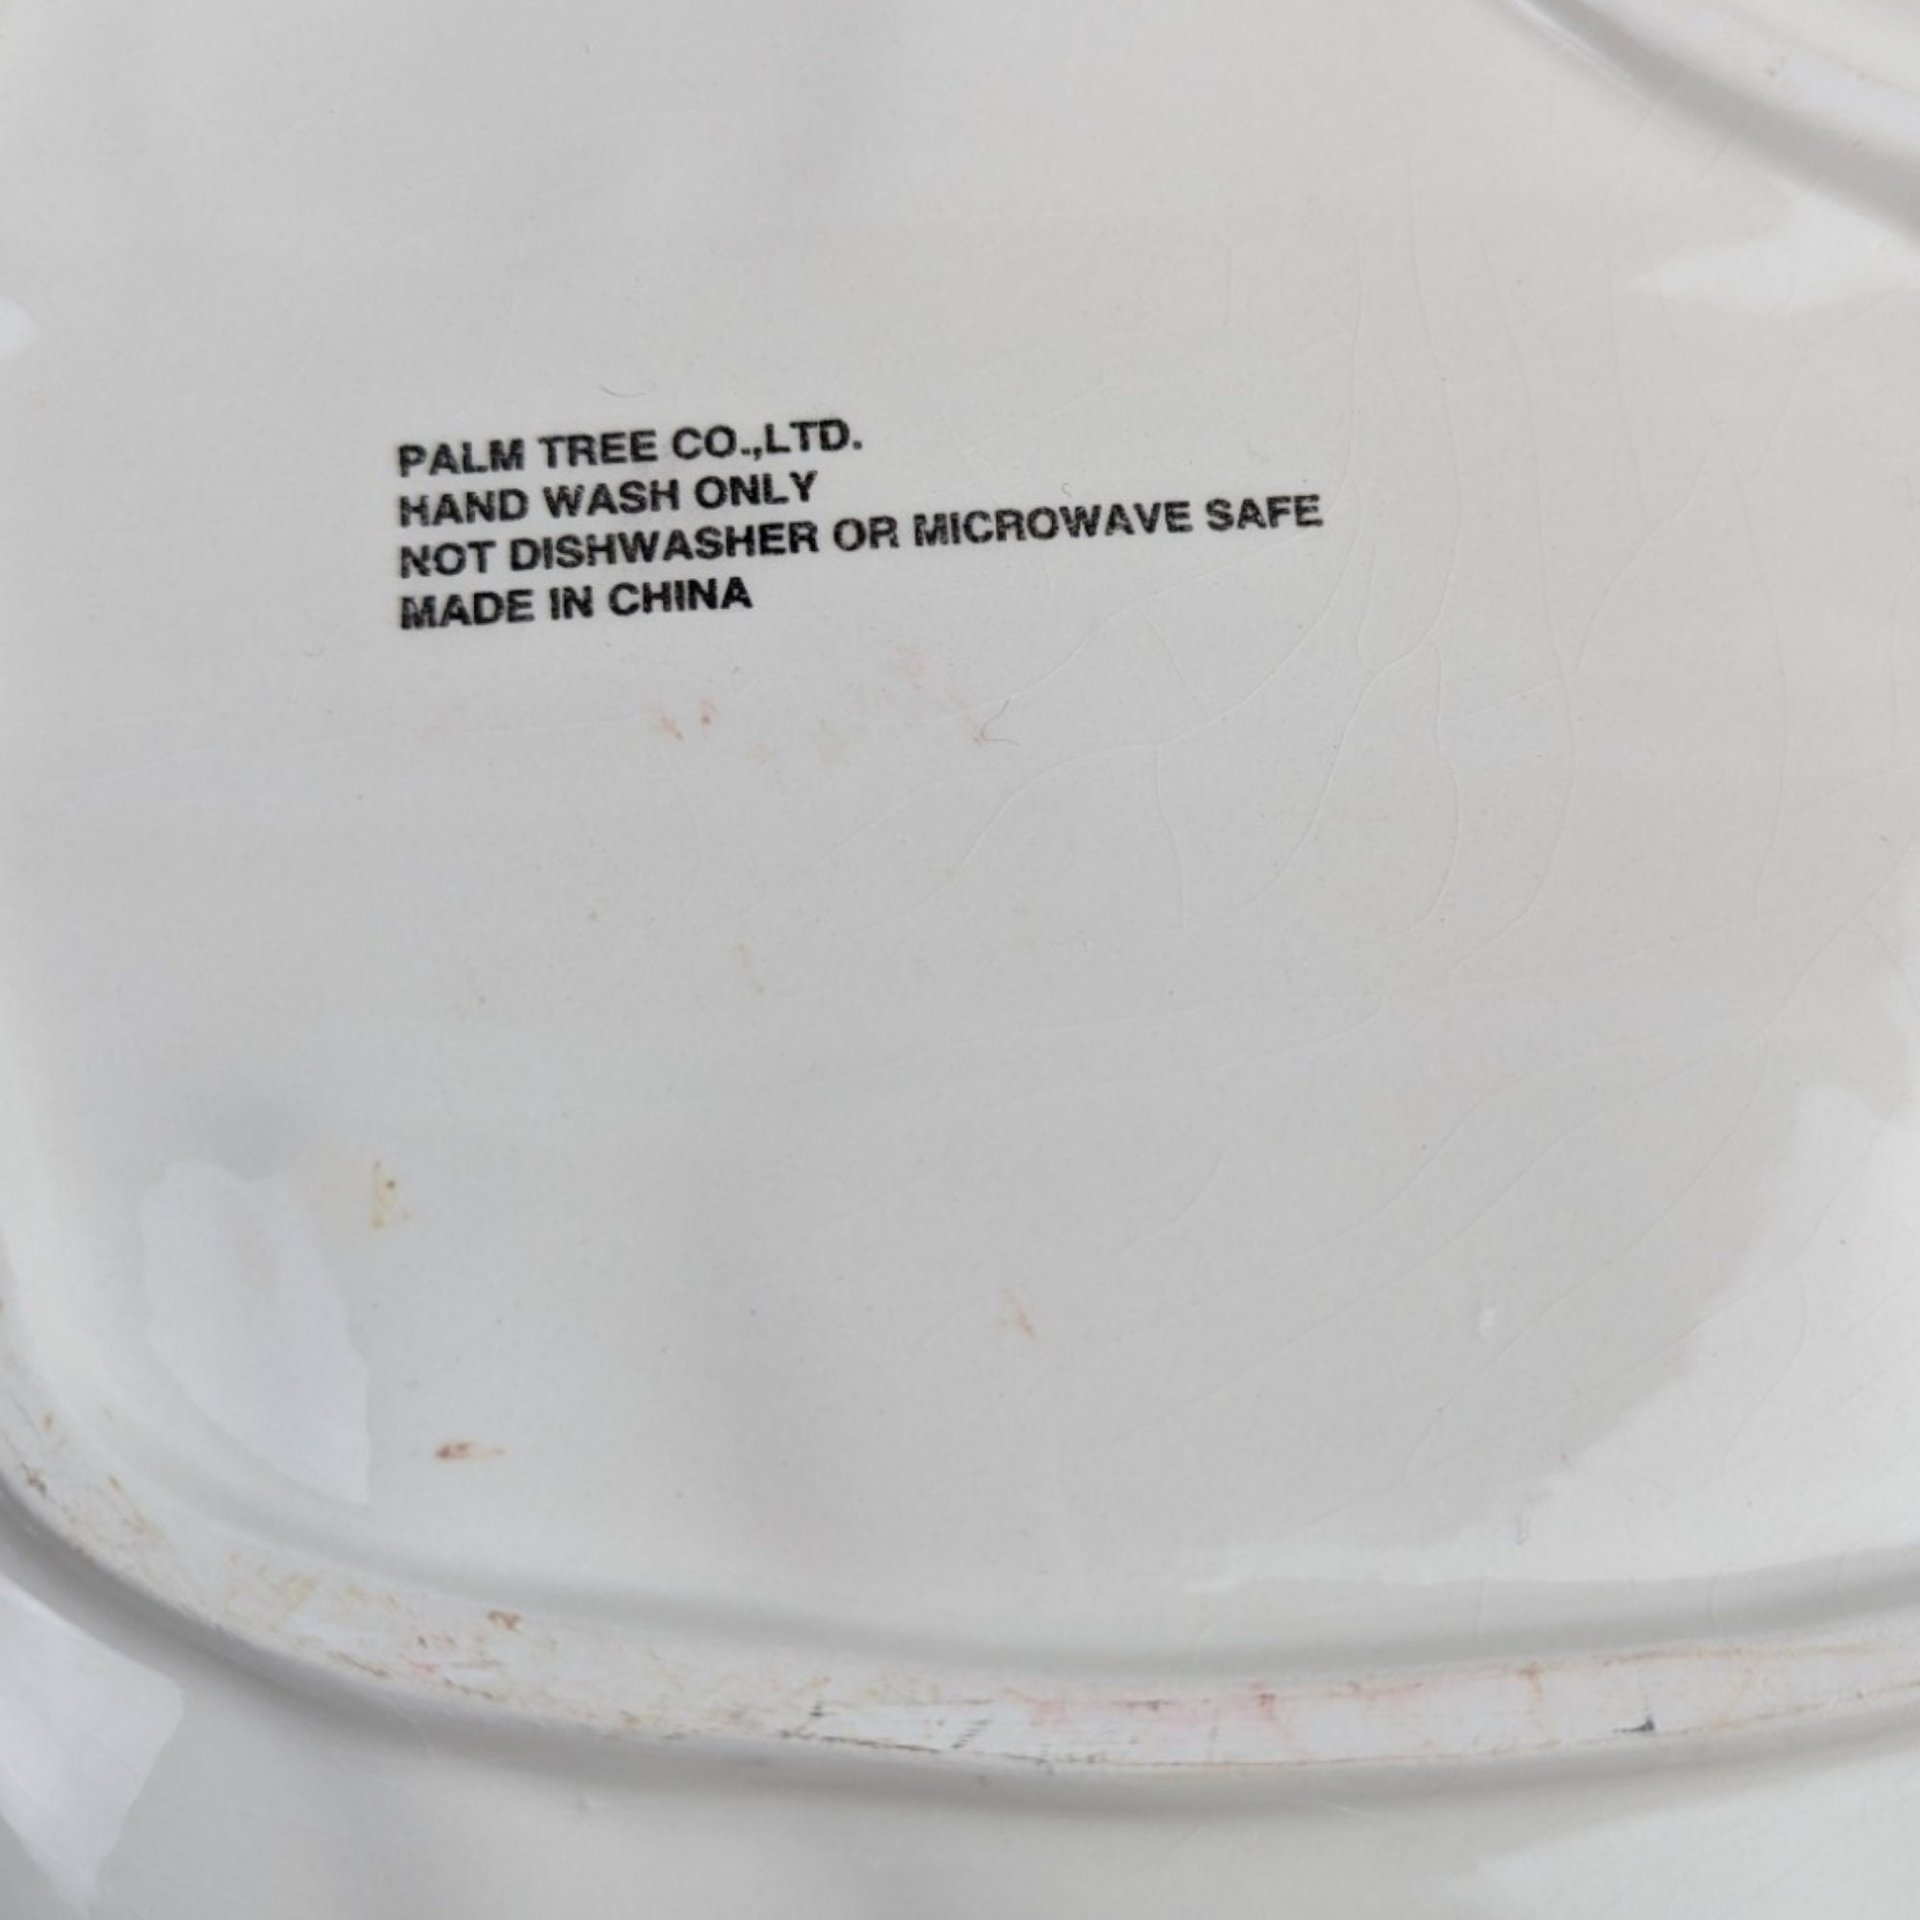 PALM TREE CO.,LTD.
HAND WASH ONLY
NOT DISHWASHER OR MICROWAVE SAFE
MADE IN CHINA